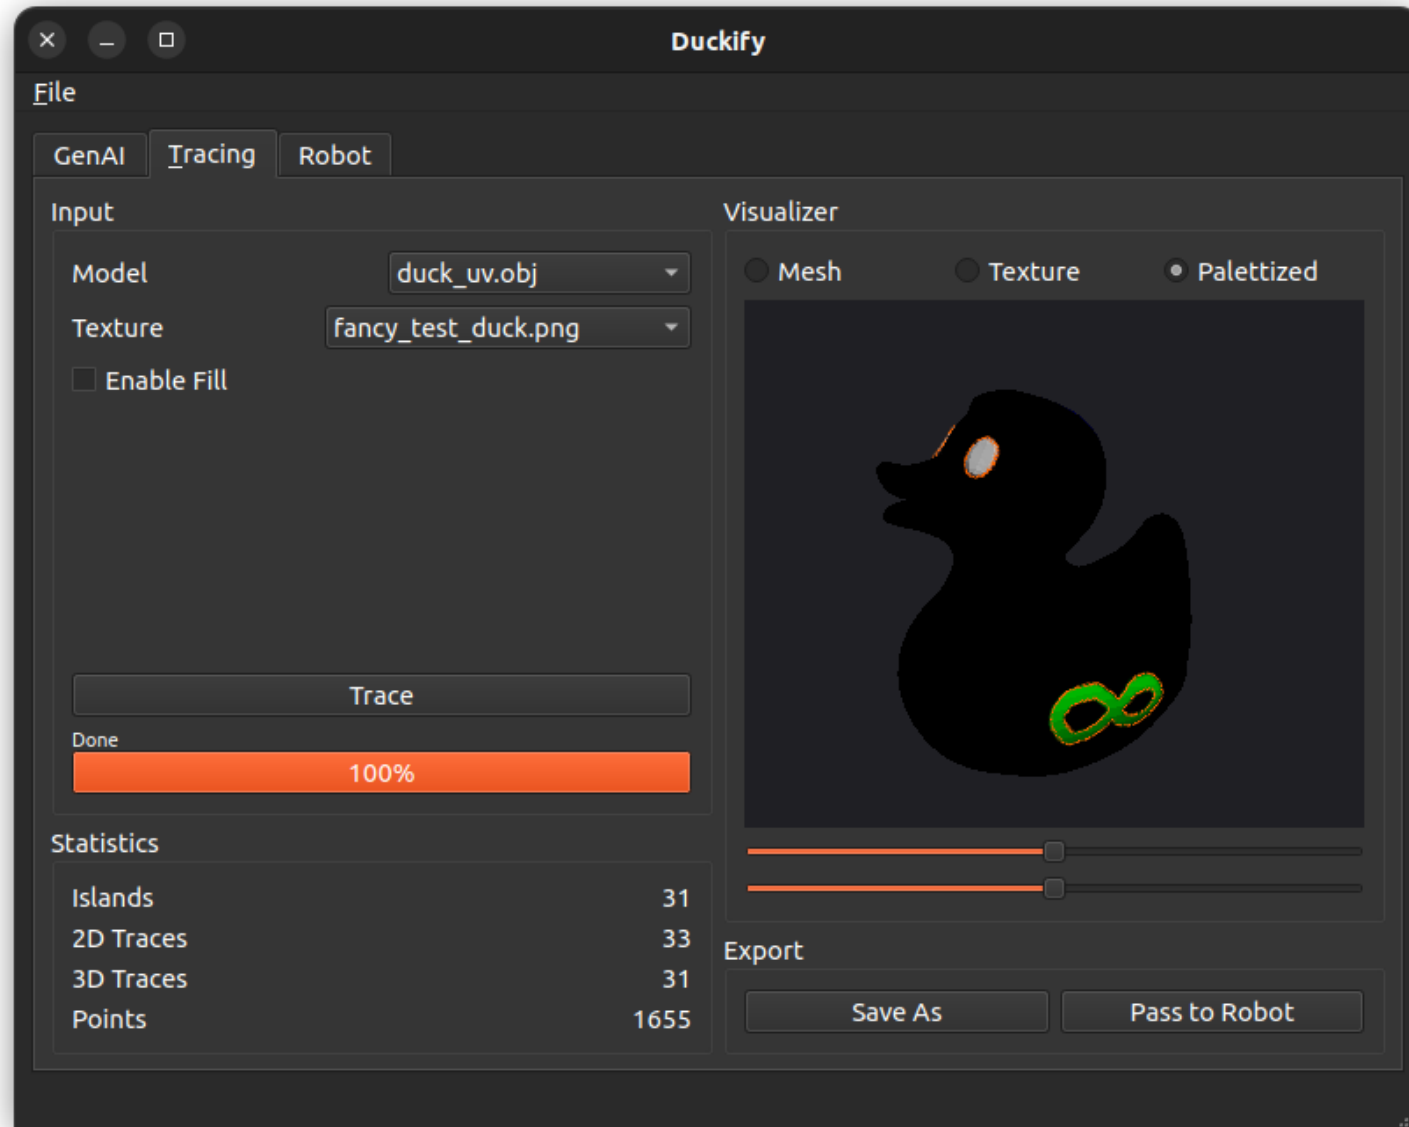 Duckify
File
GenAI
Tracing
Robot
Input
Model
duck_uv.obj
Texture
fancy_test_duck.png
Enable Fill
Trace
Done
100%
Statistics
Islands 31
2D Traces 33
3D Traces 31
Points 1655
Visualizer
Mesh
Texture
Palettized
Export
Save As
Pass to Robot